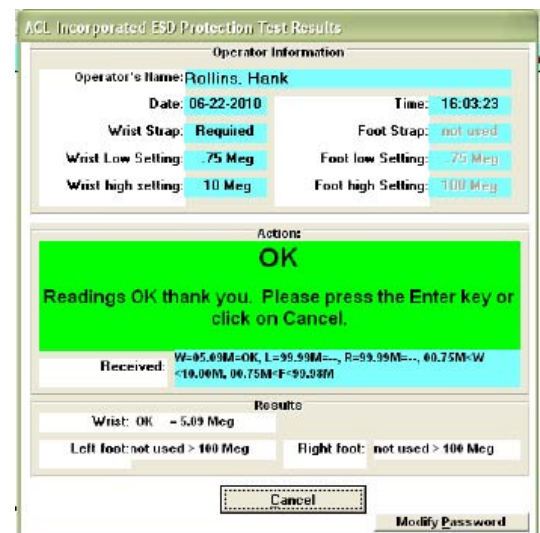 ACL Incorporated ESD Protection Test Results
Operator Information
Operator's Name: Rollins, Hank
Date: 06-22-2010 Time: 16:03:23
Wrist Strap: Required Foot Strap: not used
Wrist Low Setting: .75 Meg Foot low Setting: .75 Meg
Wrist high setting: 10 Meg Foot high Setting: 100 Meg
Action:
OK
Readings OK thank you. Please press the Enter key or
click on Cancel.
Received: W=05.09M=OK, L=99.99M=--, R=99.99M=--, 00.75M<W
<10.00M, 00.75M<F<99.98M
Results
Wrist: OK = 5.09 Meg
Left foot: not used > 100 Meg Right foot: not used > 100 Meg
Cancel
Modify Password